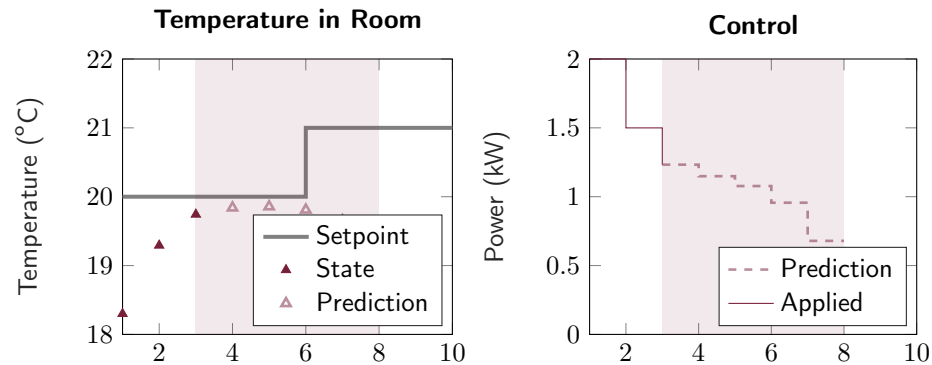 Temperature in Room
22
21
20
19
18
2 4 6 8 10
Temperature (°C)
Setpoint
State
Prediction
Control
2
1.5
1
0.5
0
2 4 6 8 10
Power (kW)
Prediction
Applied